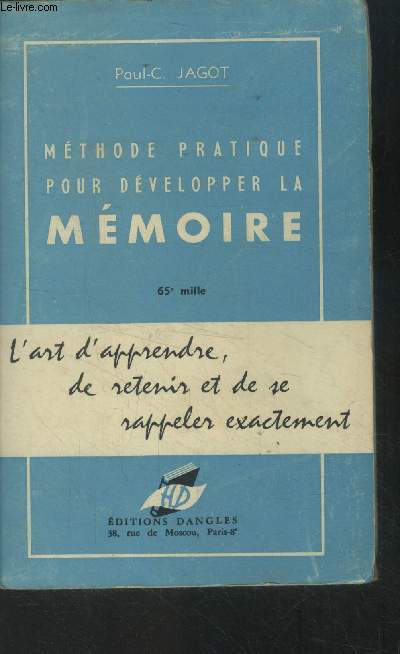 le-livre.com
Paul-C. JAGOT
MÉTHODE PRATIQUE
POUR DÉVELOPPER LA
MÉMOIRE
65e mille
L'art d'apprendre,
de retenir et de se
rappeler exactement
HD
ÉDITIONS DANGLES
38, rue de Moscou, Paris-8e